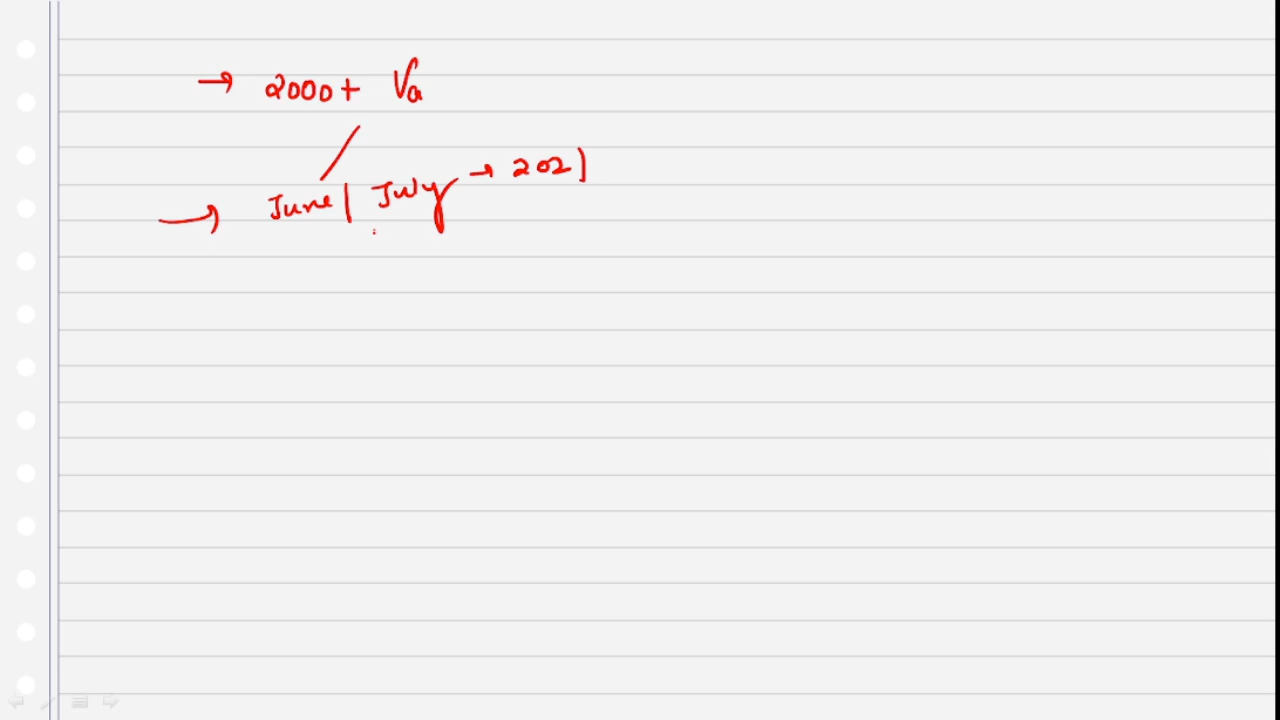 → 2000+ Va
→ June | July → 2021